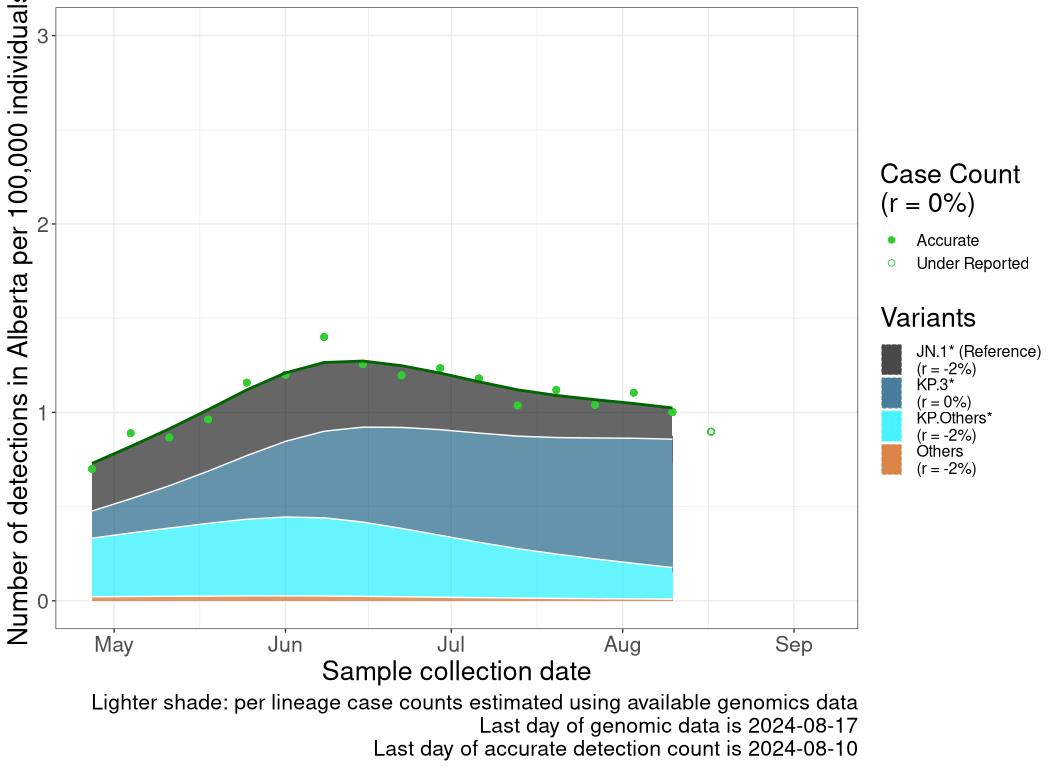 Number of detections in Alberta per 100,000 individuals
3
2
1
0
May Jun Jul Aug Sep
Sample collection date
Lighter shade: per lineage case counts estimated using available genomics data
Last day of genomic data is 2024-08-17
Last day of accurate detection count is 2024-08-10
Case Count
(r = 0%)
Accurate
Under Reported
Variants
JN.1* (Reference)
(r = -2%)
KP.3*
(r = 0%)
KP.Others*
(r = -2%)
Others
(r = -2%)